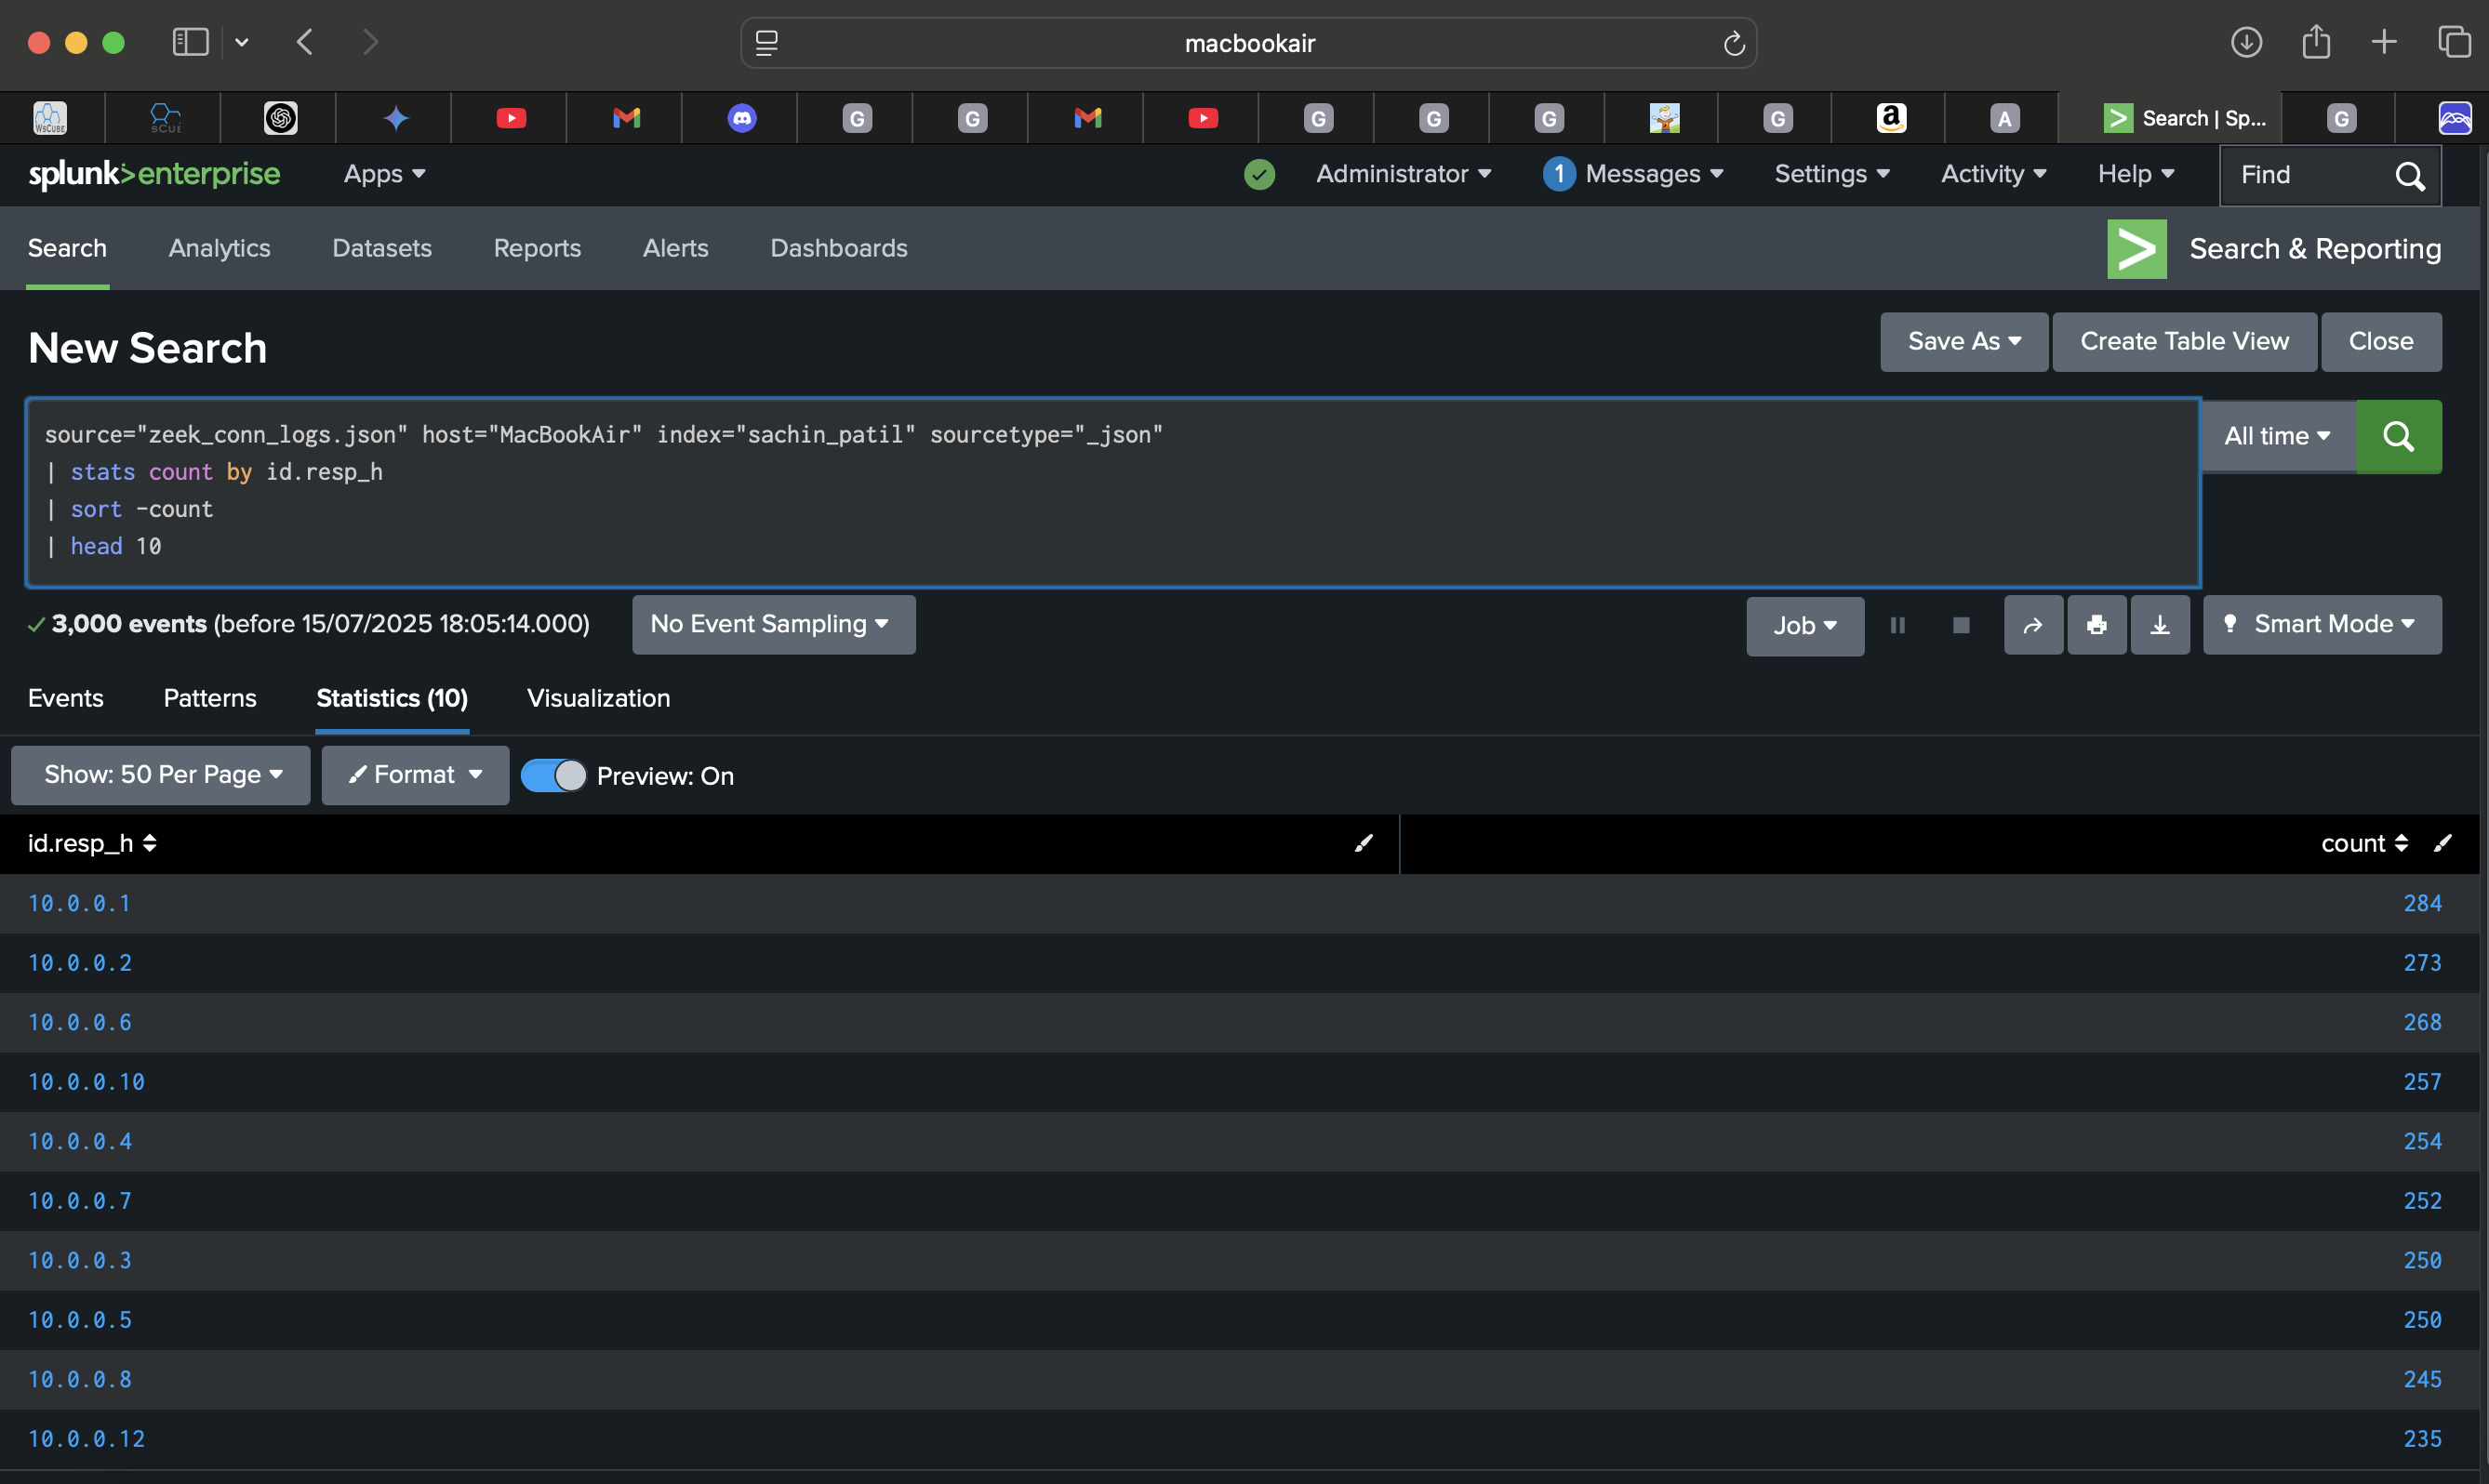 macbookair
WsCUBE
sCUE
G
G
G
G
G
G
a
A
Search | Sp...
G
splunk>enterprise
Apps
Administrator
1
Messages
Settings
Activity
Help
Find
Search
Analytics
Datasets
Reports
Alerts
Dashboards
Search & Reporting
New Search
Save As
Create Table View
Close
source="zeek_conn_logs.json" host="MacBookAir" index="sachin_patil" sourcetype="_json"
| stats count by id.resp_h
| sort -count
| head 10
All time
3,000 events (before 15/07/2025 18:05:14.000)
No Event Sampling
Job
Smart Mode
Events
Patterns
Statistics (10)
Visualization
Show: 50 Per Page
Format
Preview: On
id.resp_h
count
10.0.0.1 284
10.0.0.2 273
10.0.0.6 268
10.0.0.10 257
10.0.0.4 254
10.0.0.7 252
10.0.0.3 250
10.0.0.5 250
10.0.0.8 245
10.0.0.12 235